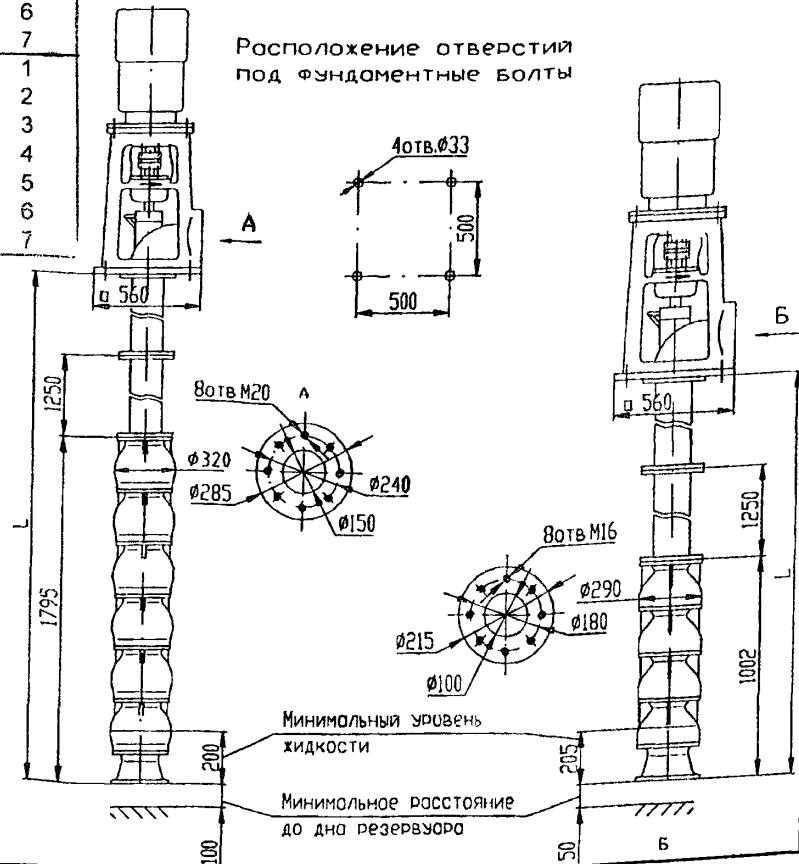 6
7
1
2
3
4
5
6
7
Расположение отверстий
под фундаментные болты
4отв.Ø33
500
500
А
Б
□ 560
□ 560
1250
8отв М20
А
Ø320
Ø285
Ø240
Ø150
L
1795
1250
8отв М16
Ø290
Ø180
Ø215
Ø100
L
1002
Минимальный уровень
жидкости
200
205
Минимальное расстояние
до дна резервуара
100
50
Б